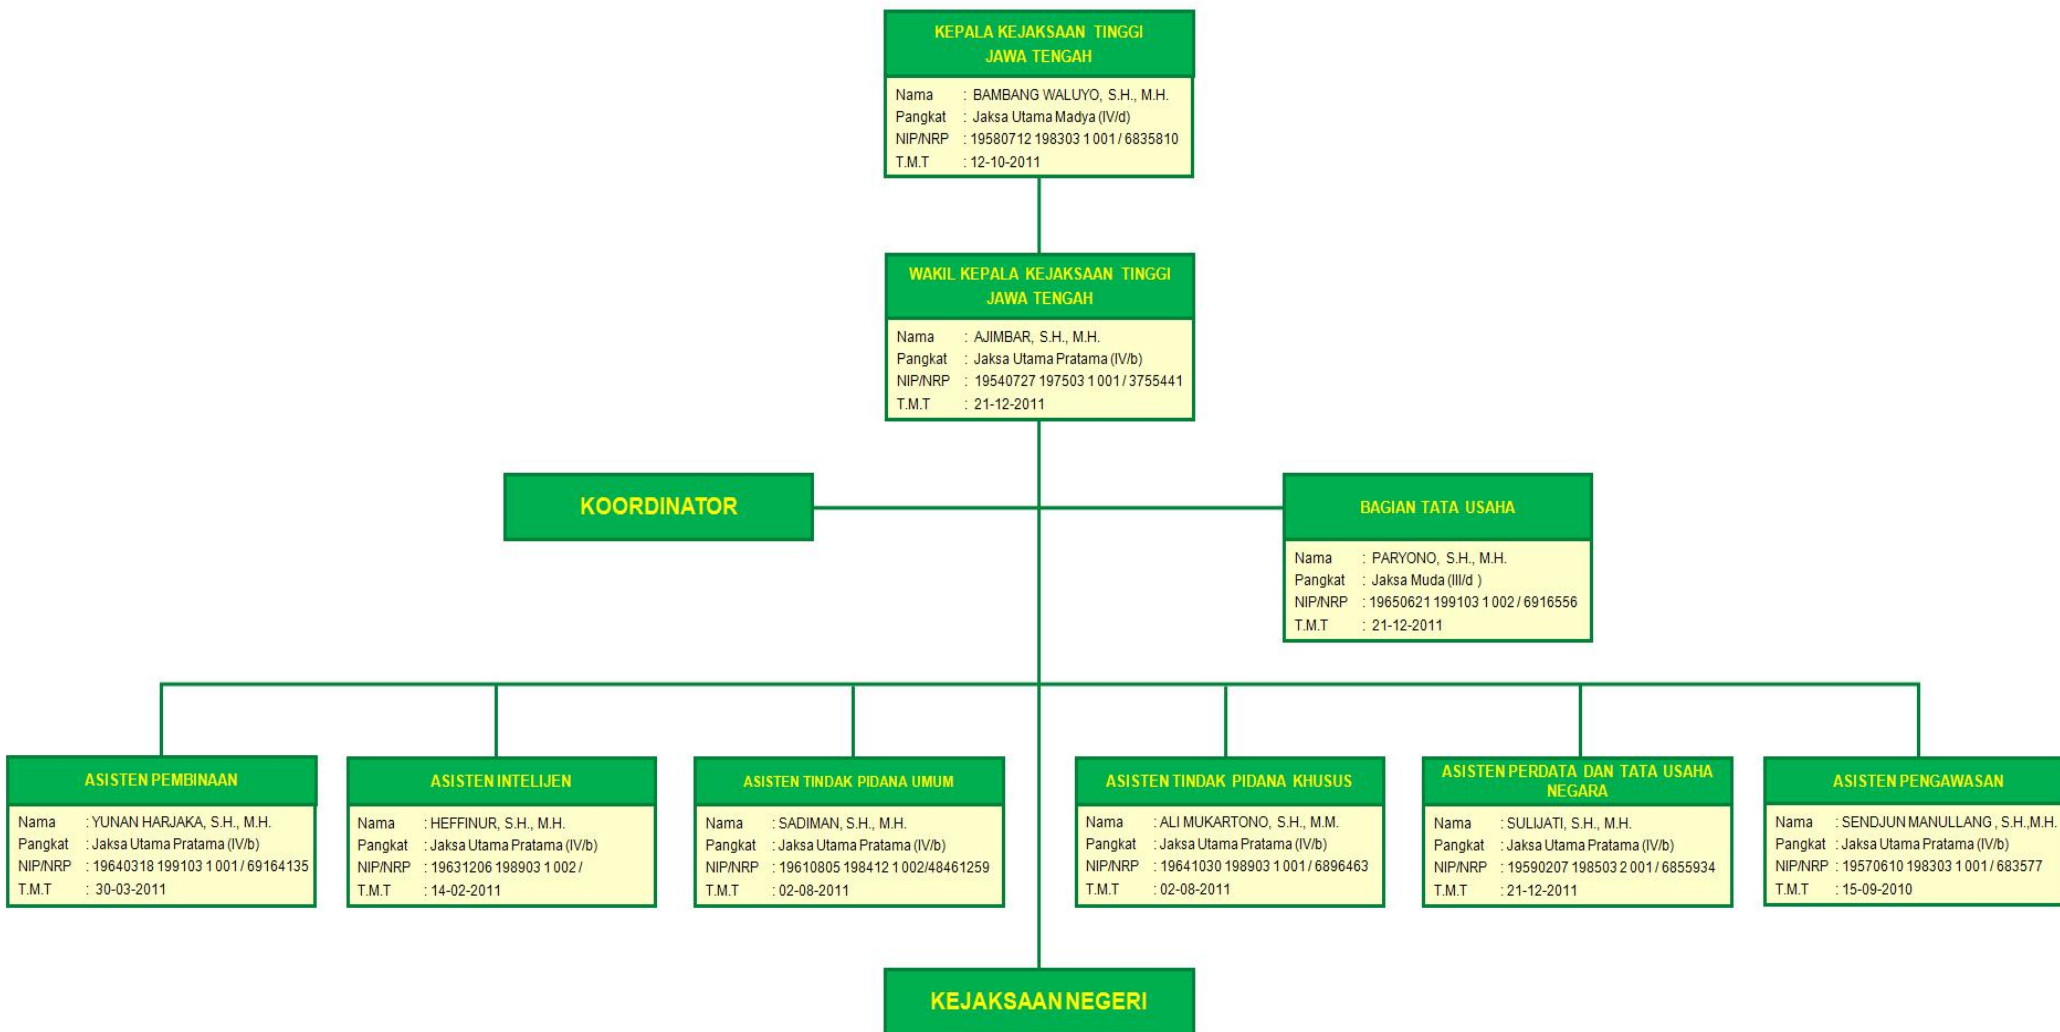 KEPALA KEJAKSAAN TINGGI
JAWA TENGAH
Nama : BAMBANG WALUYO, S.H., M.H.
Pangkat : Jaksa Utama Madya (IV/d)
NIP/NRP : 19580712 198303 1 001 / 6835810
T.M.T : 12-10-2011
WAKIL KEPALA KEJAKSAAN TINGGI
JAWA TENGAH
Nama : AJIMBAR, S.H., M.H.
Pangkat : Jaksa Utama Pratama (IV/b)
NIP/NRP : 19540727 197503 1 001 / 3755441
T.M.T : 21-12-2011
KOORDINATOR
BAGIAN TATA USAHA
Nama : PARYONO, S.H., M.H.
Pangkat : Jaksa Muda (III/d )
NIP/NRP : 19650621 199103 1 002 / 6916556
T.M.T : 21-12-2011
ASISTEN PEMBINAAN
Nama : YUNAN HARJAKA, S.H., M.H.
Pangkat : Jaksa Utama Pratama (IV/b)
NIP/NRP : 19640318 199103 1 001 / 69164135
T.M.T : 30-03-2011
ASISTEN INTELIJEN
Nama : HEFFINUR, S.H., M.H.
Pangkat : Jaksa Utama Pratama (IV/b)
NIP/NRP : 19631206 198903 1 002 /
T.M.T : 14-02-2011
ASISTEN TINDAK PIDANA UMUM
Nama : SADIMAN, S.H., M.H.
Pangkat : Jaksa Utama Pratama (IV/b)
NIP/NRP : 19610805 198412 1 002/48461259
T.M.T : 02-08-2011
ASISTEN TINDAK PIDANA KHUSUS
Nama : ALI MUKARTONO, S.H., M.M.
Pangkat : Jaksa Utama Pratama (IV/b)
NIP/NRP : 19641030 198903 1 001 / 6896463
T.M.T : 02-08-2011
ASISTEN PERDATA DAN TATA USAHA
NEGARA
Nama : SULIJATI, S.H., M.H.
Pangkat : Jaksa Utama Pratama (IV/b)
NIP/NRP : 19590207 198503 2 001 / 6855934
T.M.T : 21-12-2011
ASISTEN PENGAWASAN
Nama : SENDJUN MANULLANG , S.H.,M.H.
Pangkat : Jaksa Utama Pratama (IV/b)
NIP/NRP : 19570610 198303 1 001 / 683577
T.M.T : 15-09-2010
KEJAKSAAN NEGERI